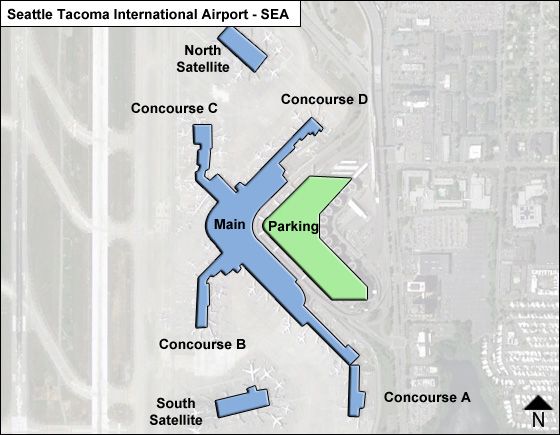 Seattle Tacoma International Airport - SEA
North
Satellite
Concourse D
Concourse C
Main
Parking
Concourse B
Concourse A
South
Satellite
N